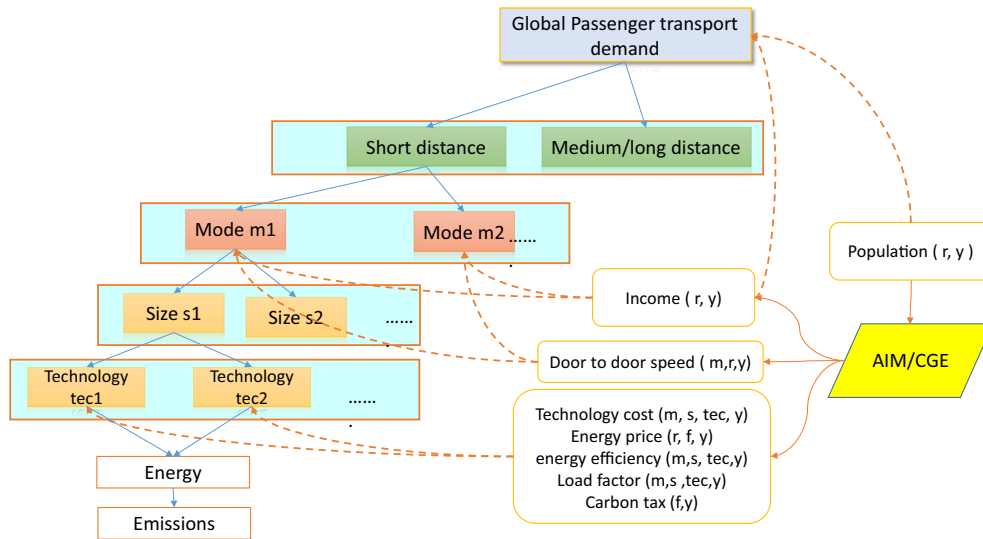 Global Passenger transport
demand
Short distance
Medium/long distance
Mode m1
Mode m2
......
.
Population ( r, y )
Income ( r, y)
Size s1
Size s2
......
.
Door to door speed ( m,r,y)
AIM/CGE
Technology
tec1
Technology
tec2
......
.
Technology cost (m, s, tec, y)
Energy price (r, f, y)
energy efficiency (m,s, tec,y)
Load factor (m,s ,tec,y)
Carbon tax (f,y)
Energy
Emissions